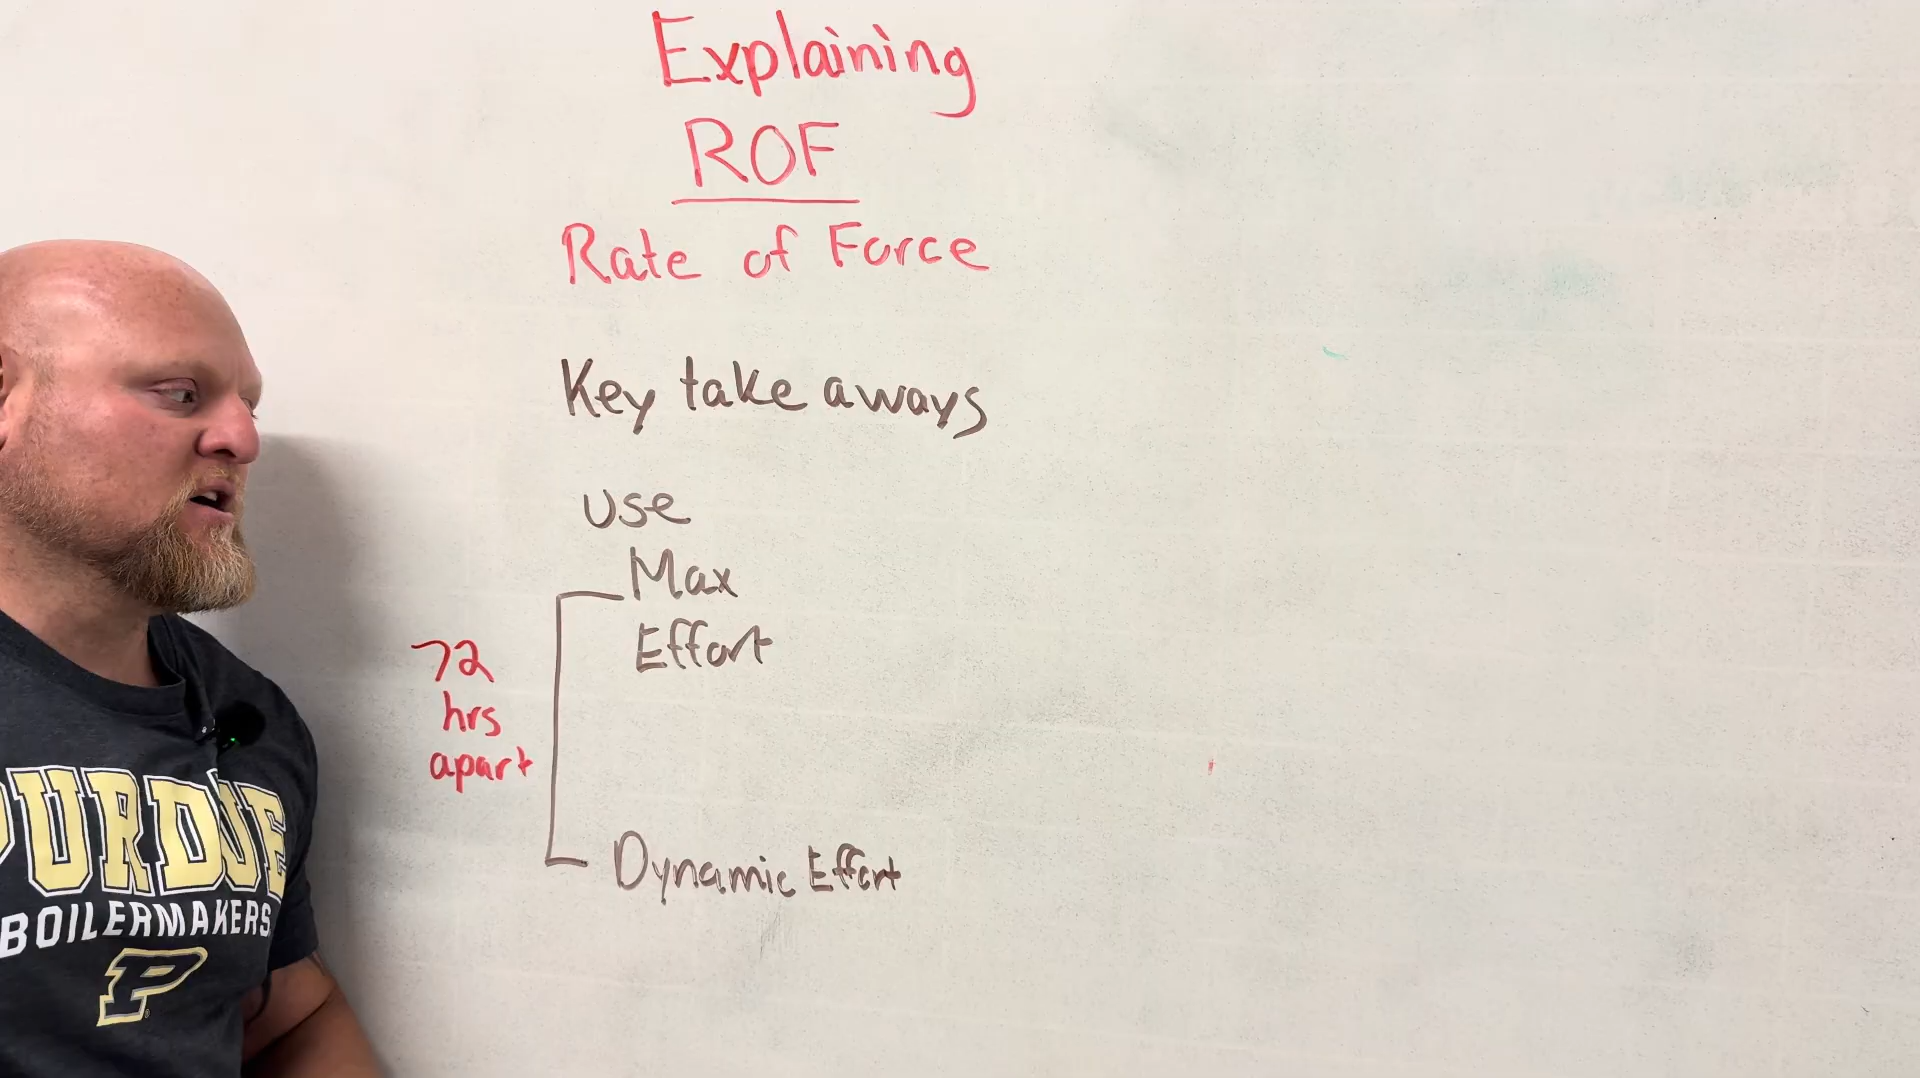 Explaining
ROF
Rate of Force
Key take aways
use
Max
Effort
72
hrs
apart
Dynamic Effort
PURDUE
BOILERMAKERS
P